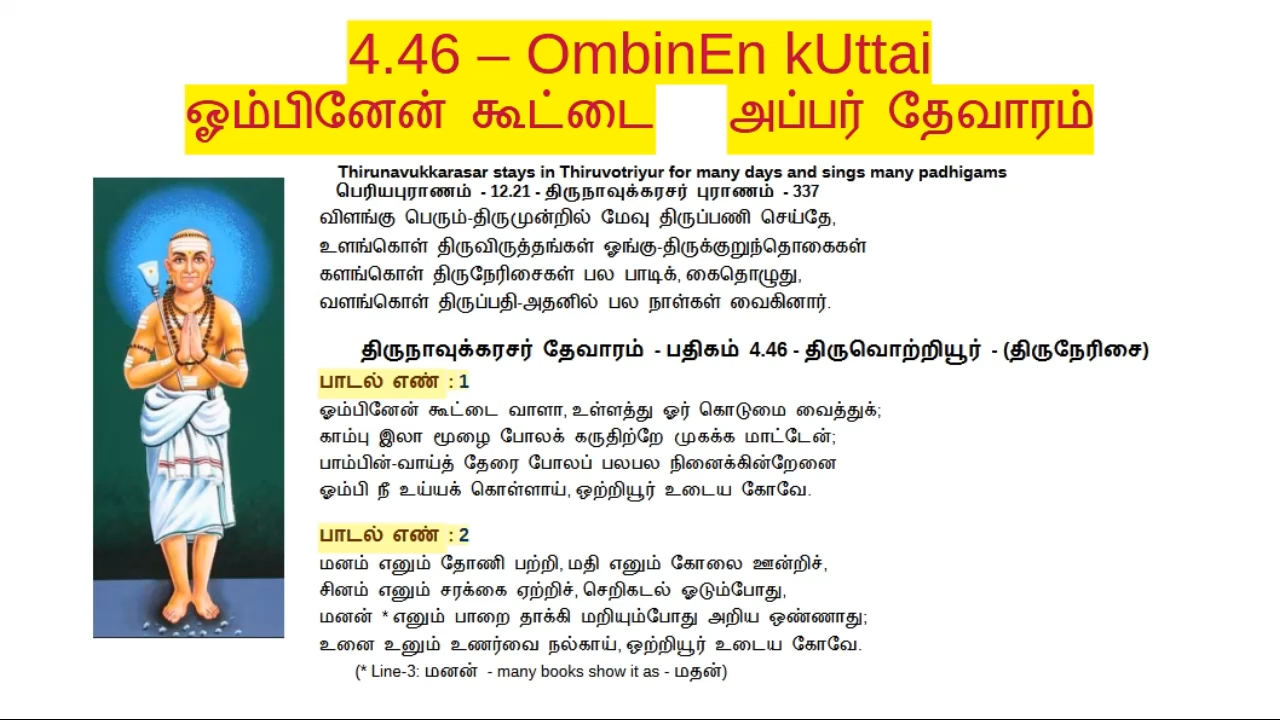 4.46 – OmbinEn kUttai
ஓம்பினேன் கூட்டை அப்பர் தேவாரம்
Thirunavukkarasar stays in Thiruvotriyur for many days and sings many padhigams
பெரியபுராணம் - 12.21 - திருநாவுக்கரசர் புராணம் - 337
விளங்கு பெரும்-திருமுன்றில் மேவு திருப்பணி செய்தே,
உளங்கொள் திருவிருத்தங்கள் ஓங்கு-திருக்குறுந்தொகைகள்
களங்கொள் திருநேரிசைகள் பல பாடிக், கைதொழுது,
வளங்கொள் திருப்பதி-அதனில் பல நாள்கள் வைகினார்.
திருநாவுக்கரசர் தேவாரம் - பதிகம் 4.46 - திருவொற்றியூர் - (திருநேரிசை)
பாடல் எண் : 1
ஓம்பினேன் கூட்டை வாளா, உள்ளத்து ஓர் கொடுமை வைத்துக்;
காம்பு இலா மூழை போலக் கருதிற்றே முகக்க மாட்டேன்;
பாம்பின்-வாய்த் தேரை போலப் பலபல நினைக்கின்றேனை
ஓம்பி நீ உய்யக் கொள்ளாய், ஒற்றியூர் உடைய கோவே.
பாடல் எண் : 2
மனம் எனும் தோணி பற்றி, மதி எனும் கோலை ஊன்றிச்,
சினம் எனும் சரக்கை ஏற்றிச், செறிகடல் ஓடும்போது,
மனன் * எனும் பாறை தாக்கி மறியும்போது அறிய ஒண்ணாது;
உனை உனும் உணர்வை நல்காய், ஒற்றியூர் உடைய கோவே.
(* Line-3: மனன் - many books show it as - மதன்)